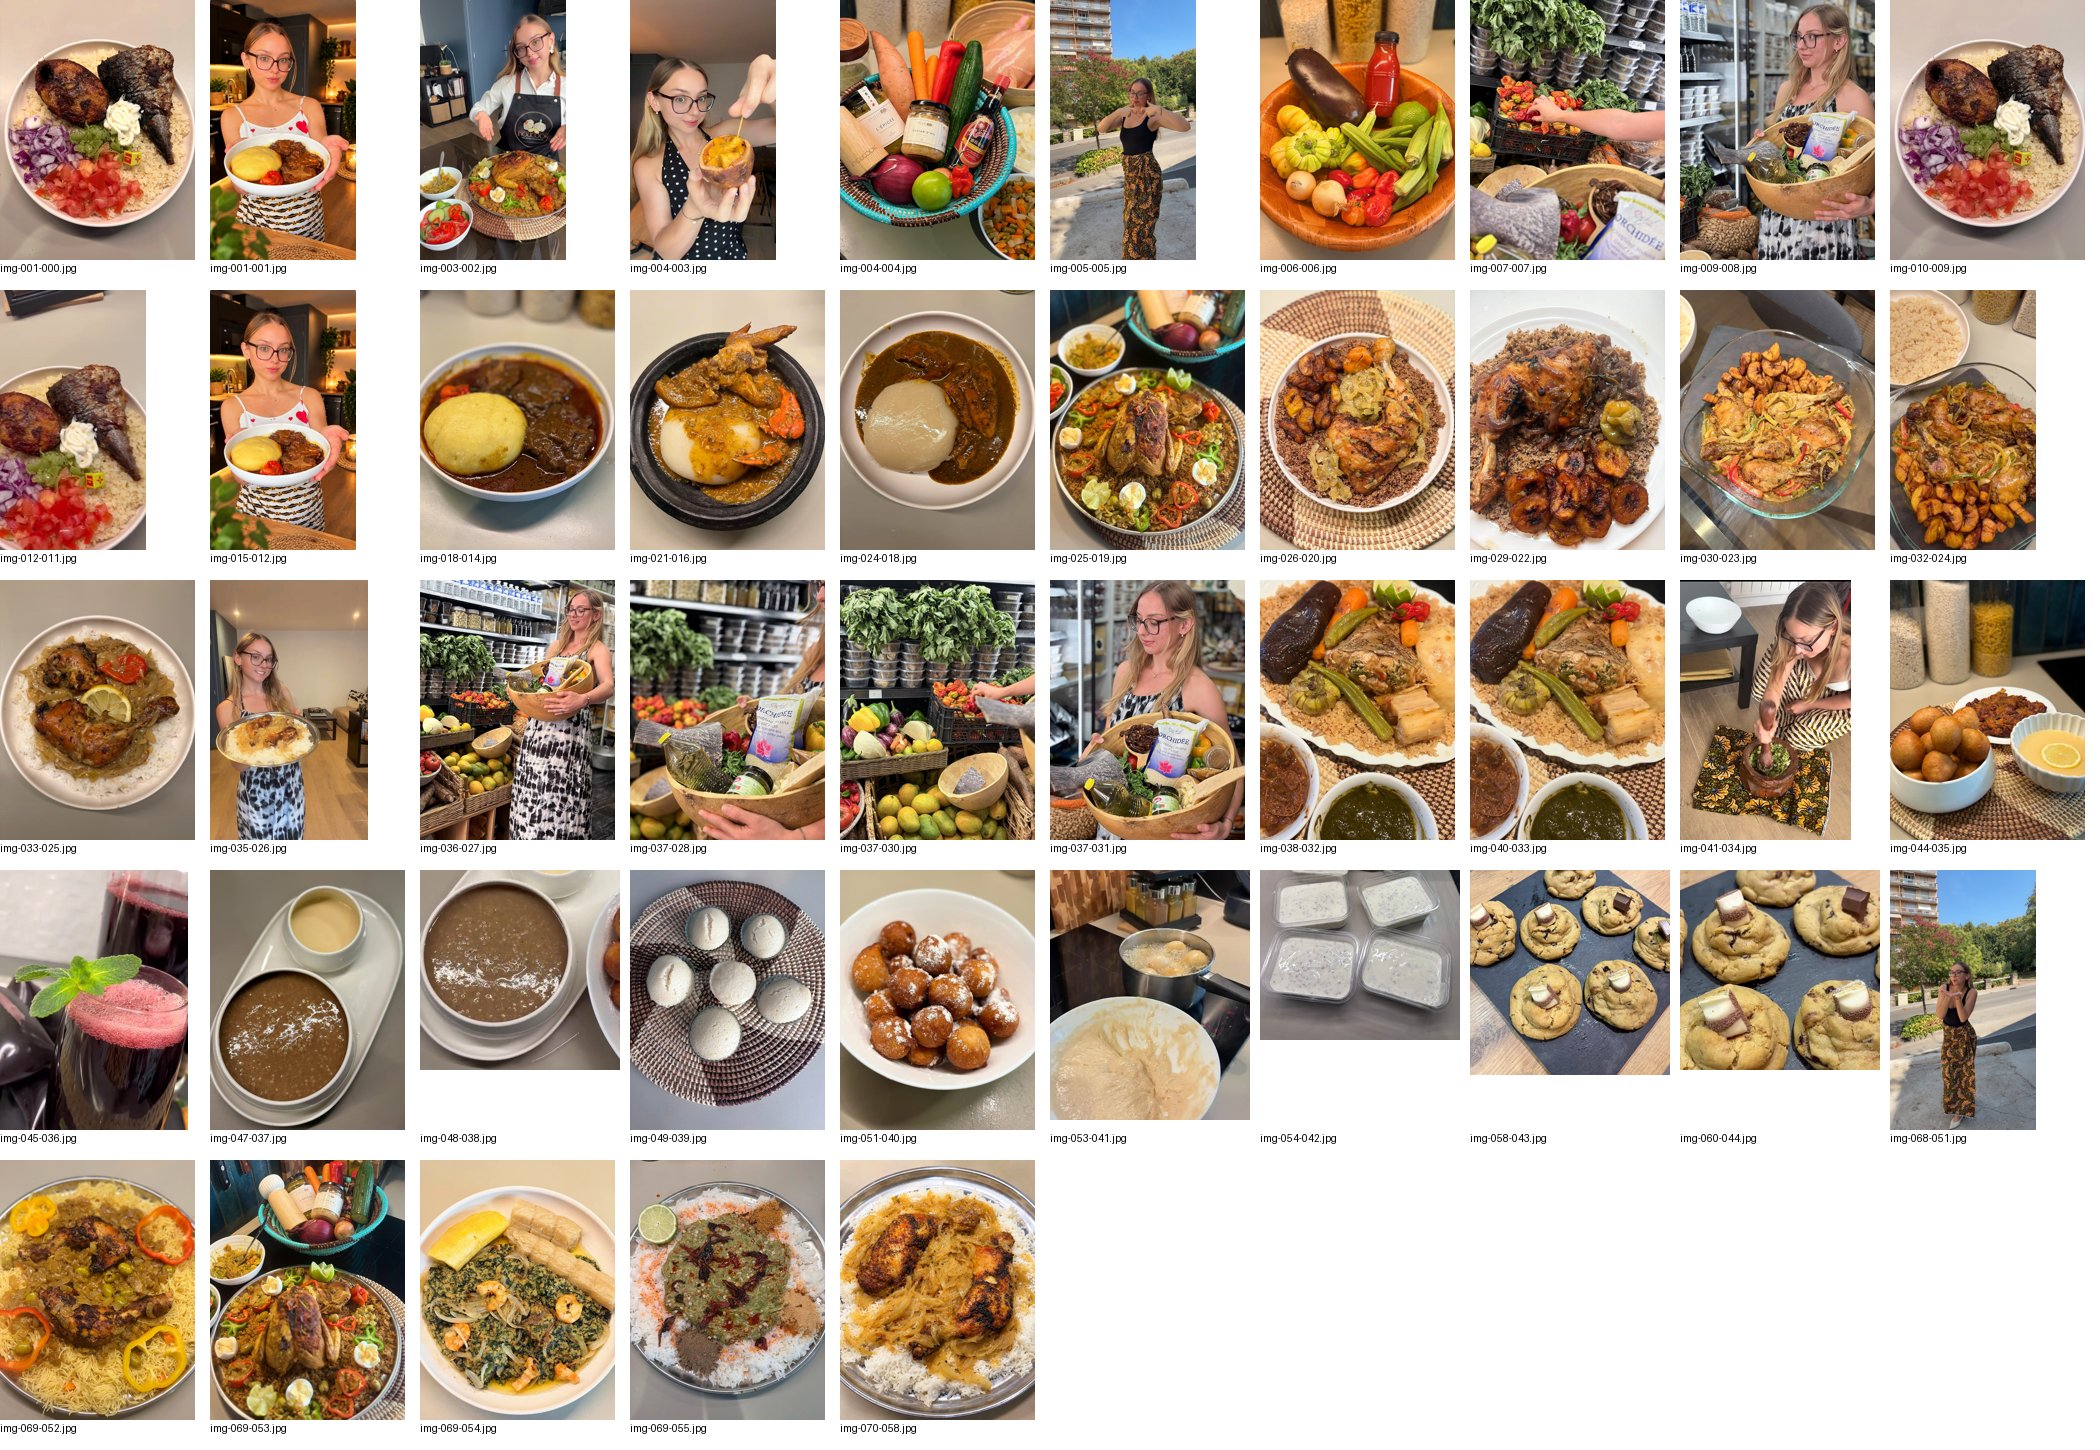 img-001-000.jpg
img-001-001.jpg
img-003-002.jpg
img-004-003.jpg
img-004-004.jpg
img-005-005.jpg
img-006-006.jpg
ORCHIDÉE
img-007-007.jpg
ORCHIDÉE
img-009-008.jpg
img-010-009.jpg
img-012-011.jpg
img-015-012.jpg
img-018-014.jpg
img-021-016.jpg
img-024-018.jpg
img-025-019.jpg
img-026-020.jpg
img-029-022.jpg
img-030-023.jpg
img-032-024.jpg
img-033-025.jpg
img-035-026.jpg
img-036-027.jpg
ORCHIDÉE
img-037-028.jpg
img-037-030.jpg
ORCHIDÉE
img-037-031.jpg
img-038-032.jpg
img-040-033.jpg
img-041-034.jpg
img-044-035.jpg
img-045-036.jpg
img-047-037.jpg
img-048-038.jpg
img-049-039.jpg
img-051-040.jpg
img-053-041.jpg
img-054-042.jpg
img-058-043.jpg
img-060-044.jpg
img-068-051.jpg
img-069-052.jpg
img-069-053.jpg
img-069-054.jpg
img-069-055.jpg
img-070-058.jpg